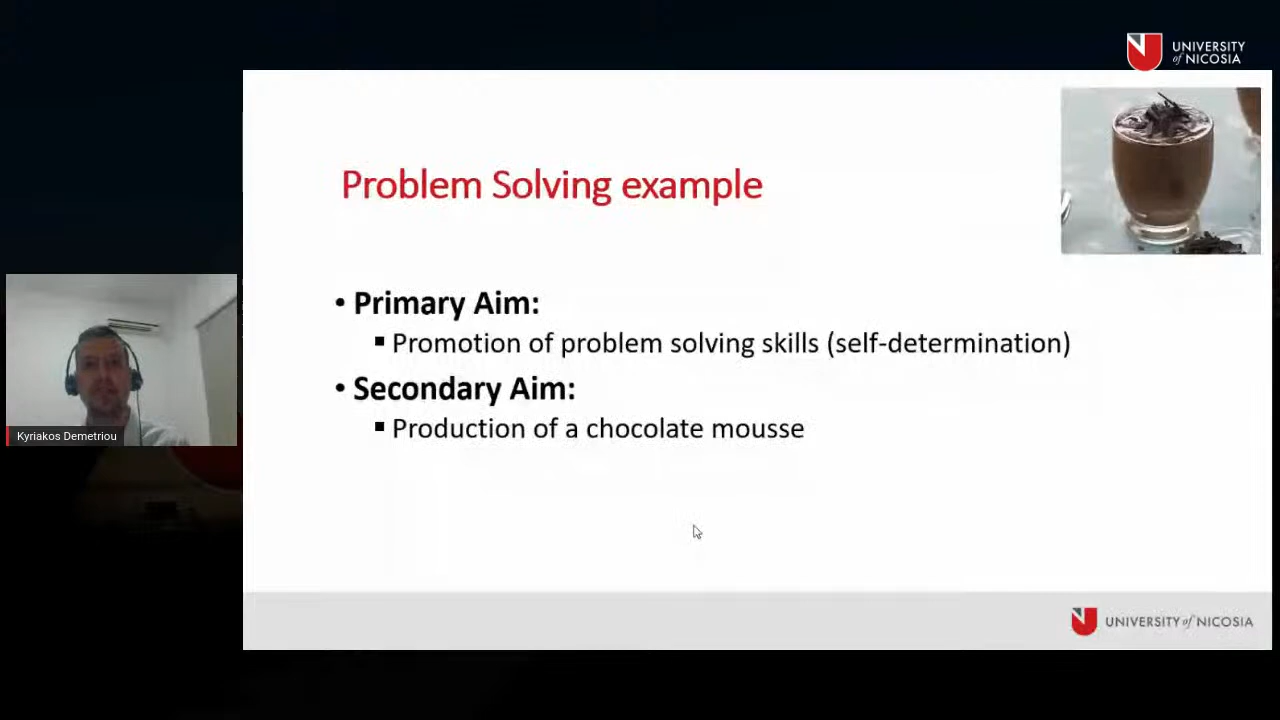 UNIVERSITY
of NICOSIA
Problem Solving example
• Primary Aim:
▪ Promotion of problem solving skills (self-determination)
• Secondary Aim:
▪ Production of a chocolate mousse
Kyriakos Demetriou
UNIVERSITY of NICOSIA